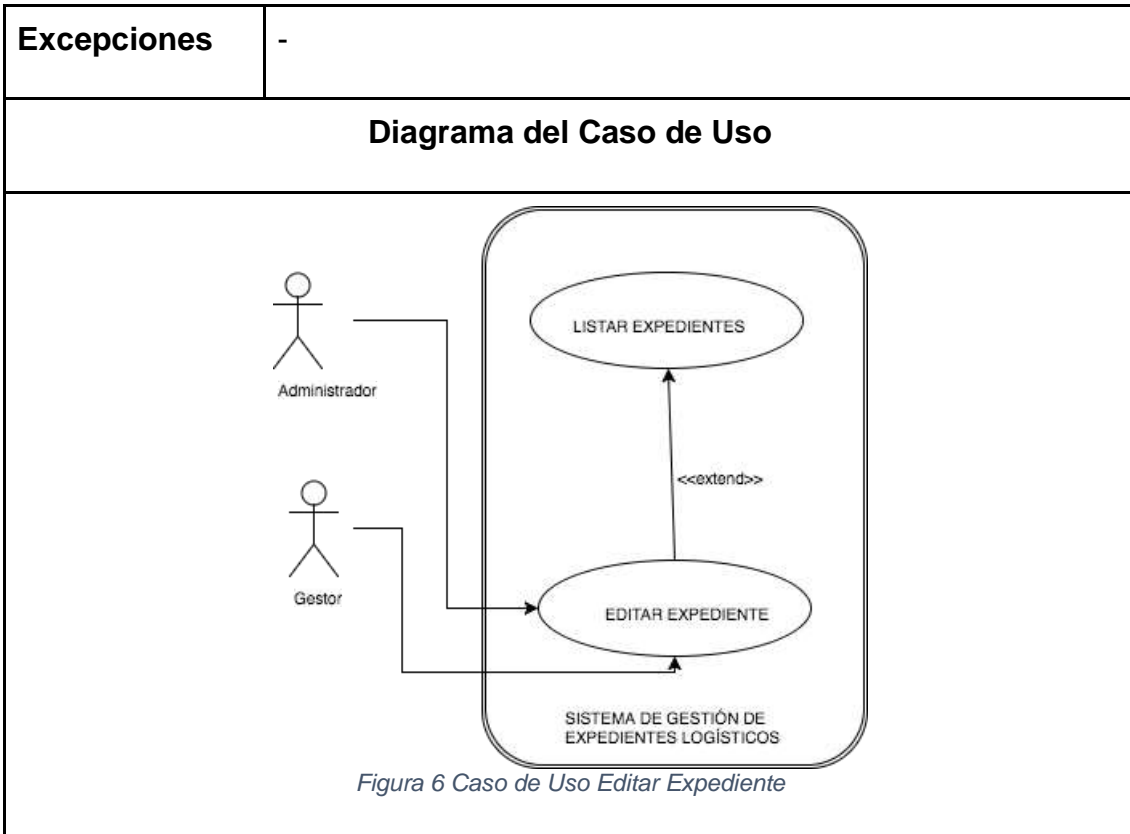 Excepciones -
Diagrama del Caso de Uso
LISTAR EXPEDIENTES
Administrador
<<extend>>
Gestor
EDITAR EXPEDIENTE
SISTEMA DE GESTIÓN DE
EXPEDIENTES LOGÍSTICOS
Figura 6 Caso de Uso Editar Expediente